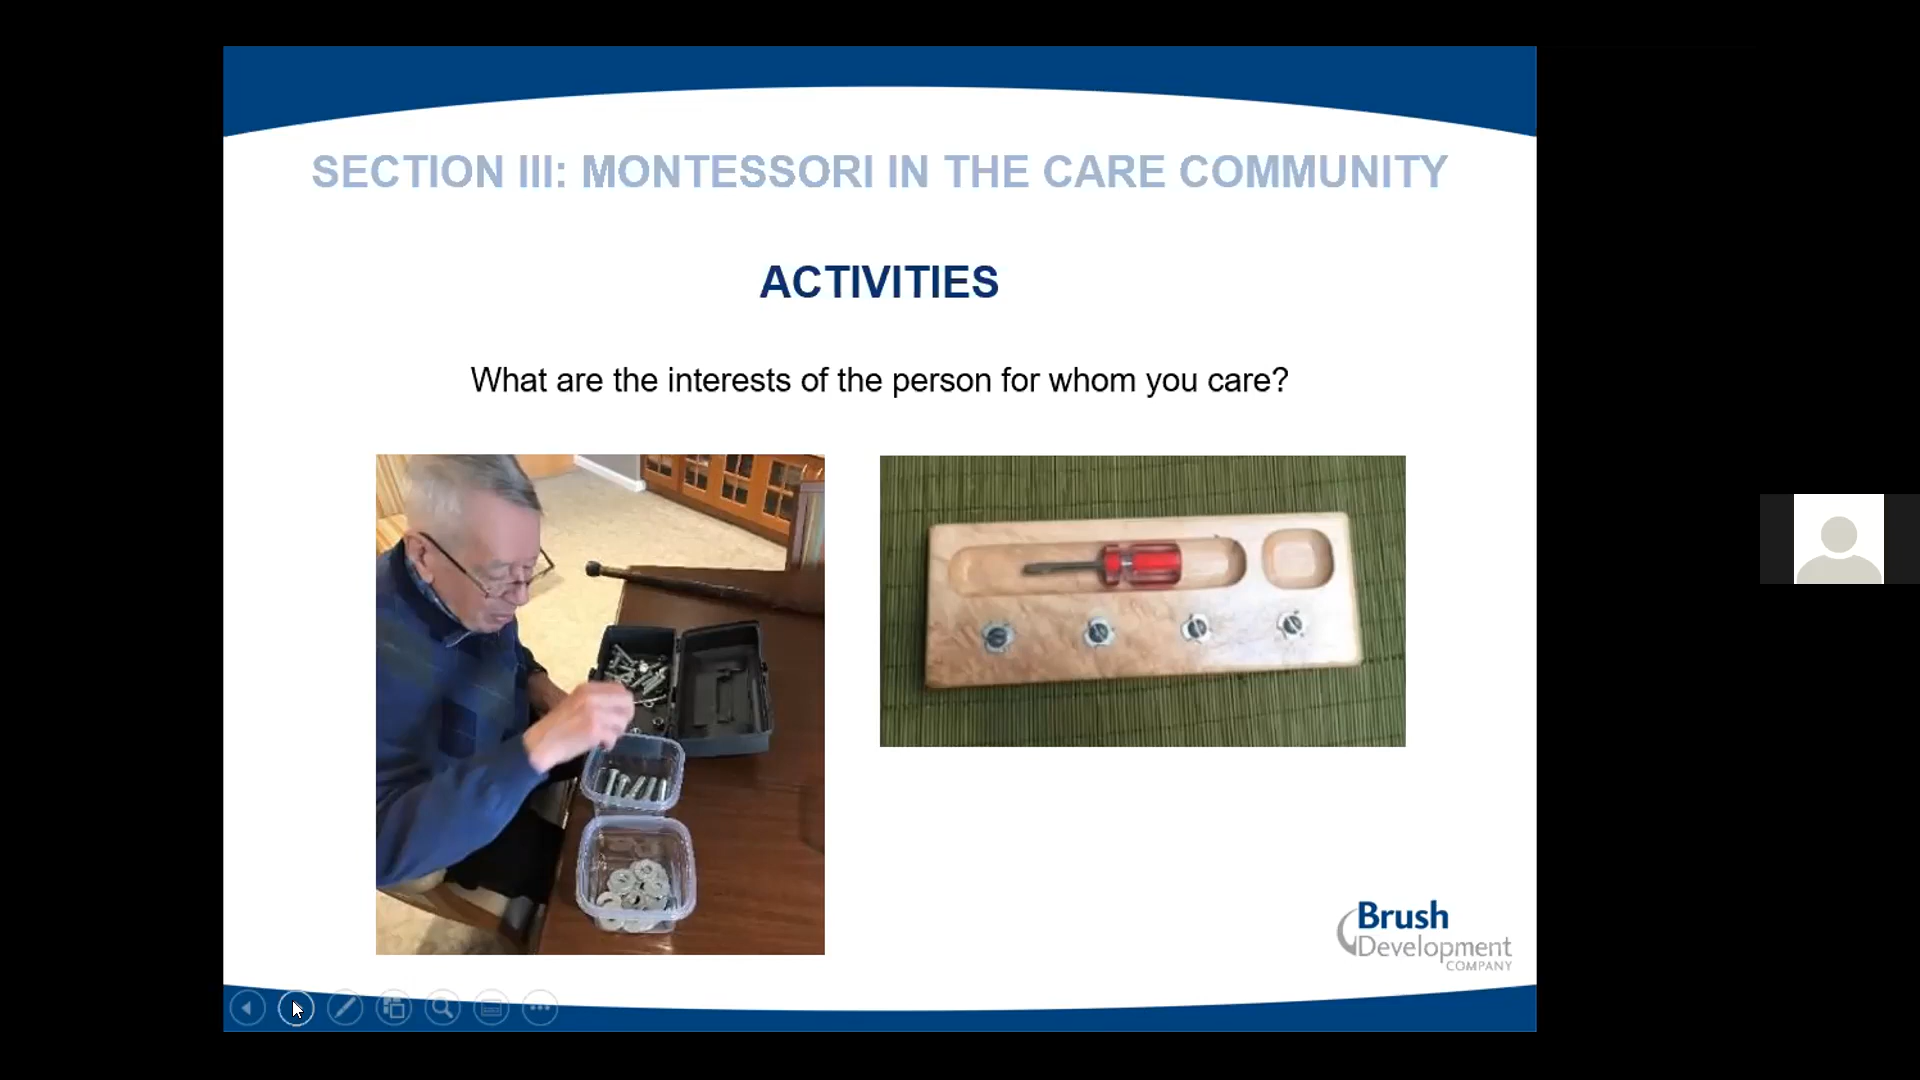 SECTION III: MONTESSORI IN THE CARE COMMUNITY
ACTIVITIES
What are the interests of the person for whom you care?
Brush
Development
COMPANY